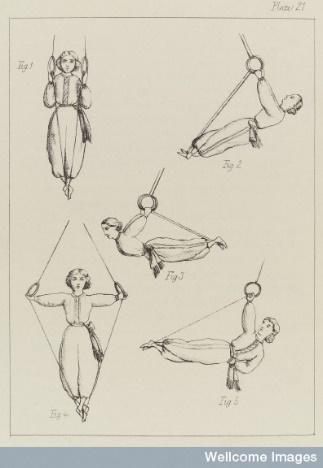 Plate 21
Fig 1
Fig 2
Fig 3
Fig 4
Fig 5
Wellcome Images